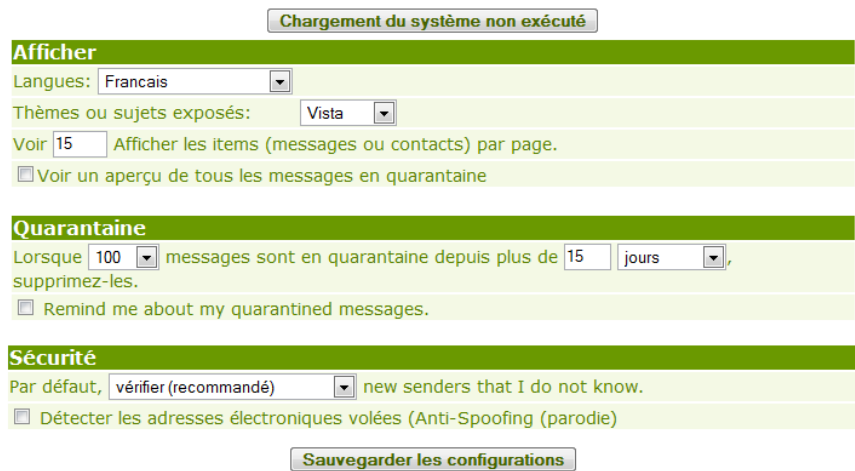 Chargement du système non exécuté
Afficher
Langues: Francais
Thèmes ou sujets exposés: Vista
Voir 15 Afficher les items (messages ou contacts) par page.
Voir un aperçu de tous les messages en quarantaine
Quarantaine
Lorsque 100 messages sont en quarantaine depuis plus de 15 jours ,
supprimez-les.
Remind me about my quarantined messages.
Sécurité
Par défaut, vérifier (recommandé) new senders that I do not know.
Détecter les adresses électroniques volées (Anti-Spoofing (parodie)
Sauvegarder les configurations